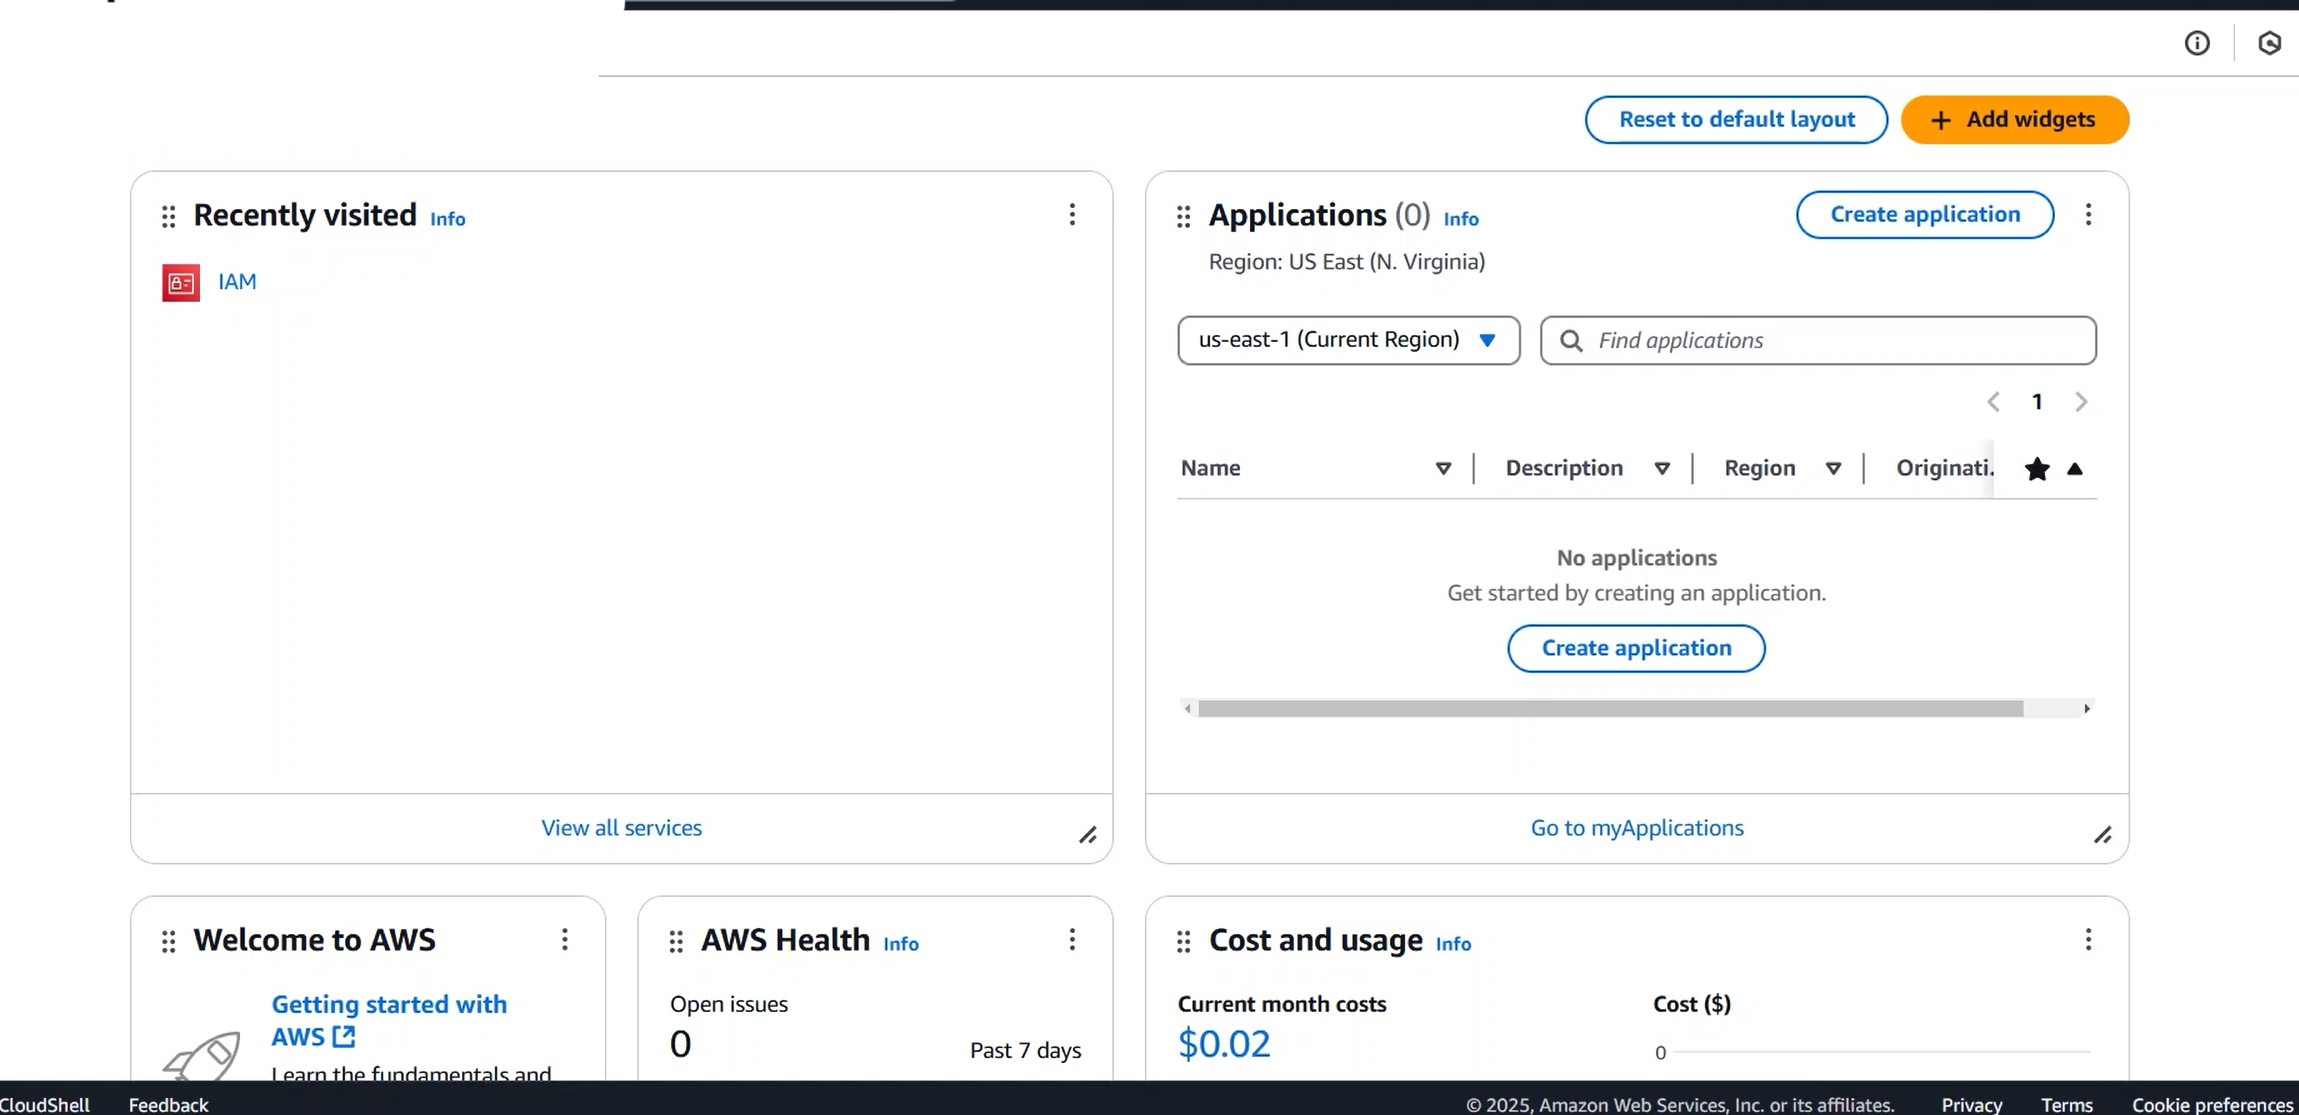 Reset to default layout
+ Add widgets
Recently visited Info
IAM
View all services
Applications (0) Info
Create application
Region: US East (N. Virginia)
us-east-1 (Current Region)
Find applications
1
Name
Description
Region
Originati.
No applications
Get started by creating an application.
Create application
Go to myApplications
Welcome to AWS
Getting started with
AWS
Learn the fundamentals and
AWS Health Info
Open issues
0
Past 7 days
Cost and usage Info
Current month costs
$0.02
Cost ($)
0
CloudShell
Feedback
© 2025, Amazon Web Services, Inc. or its affiliates.
Privacy
Terms
Cookie preferences